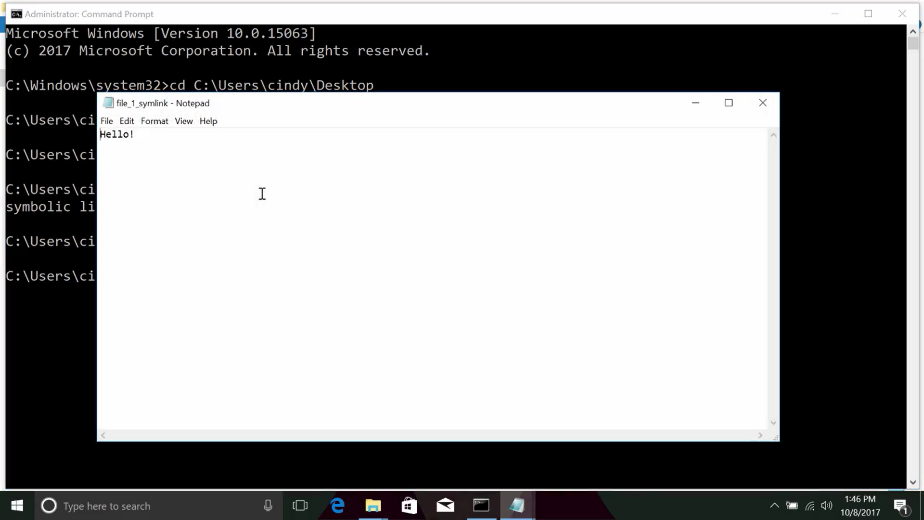 Administrator: Command Prompt
Microsoft Windows [Version 10.0.15063]
(c) 2017 Microsoft Corporation. All rights reserved.
C:\Windows\system32>cd C:\Users\cindy\Desktop
file_1_symlink - Notepad
File Edit Format View Help
Hello!
C:\Users\ci
C:\Users\ci
C:\Users\ci
symbolic li
C:\Users\ci
C:\Users\ci
Type here to search
1:46 PM
10/8/2017
1